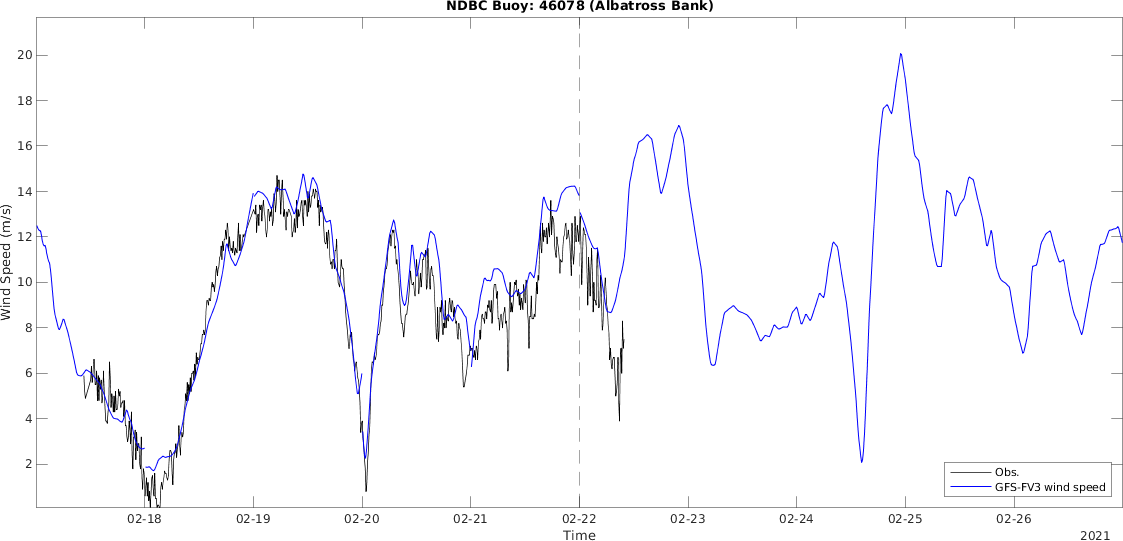 NDBC Buoy: 46078 (Albatross Bank)
Wind Speed (m/s)
20
18
16
14
12
10
8
6
4
2
Obs.
GFS-FV3 wind speed
02-18 02-19 02-20 02-21 02-22 02-23 02-24 02-25 02-26
Time
2021